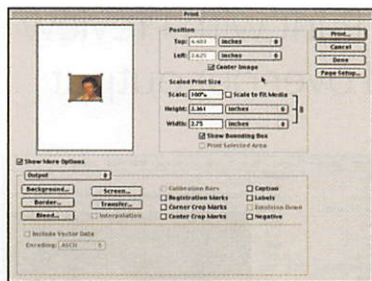 Print
Position
Top: 4.403 inches
Left: 2.625 inches
Center Image
Print...
Cancel
Done
Page Setup...
Scaled Print Size
Scale: 100% Scale to Fit Media
Height: 2.361 inches
Width: 2.75 inches
Show Bounding Box
Print Selected Area
Show More Options
Output
Background...
Border...
Bleed...
Screen...
Transfer...
Interpolation
Calibration Bars
Registration Marks
Corner Crop Marks
Center Crop Marks
Caption
Labels
Emulsion Down
Negative
Include Vector Data
Encoding: ASCII